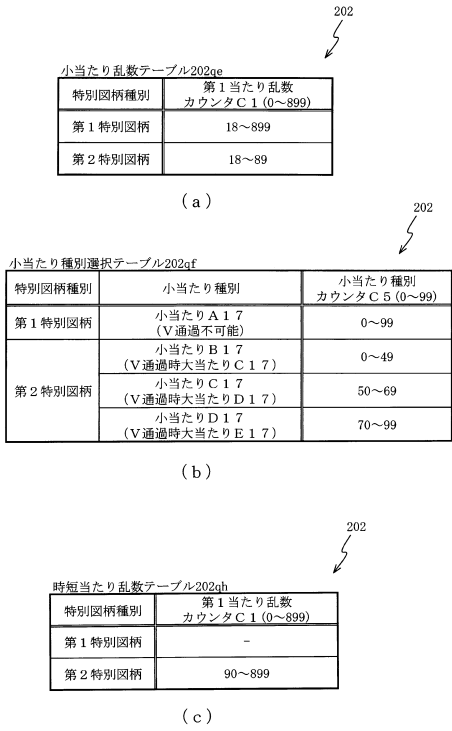 202
小当たり乱数テーブル202qe
特別図柄種別
第1当たり乱数
カウンタC1(0～899)
第1特別図柄
18～899
第2特別図柄
18～89
(a)
202
小当たり種別選択テーブル202qf
特別図柄種別
小当たり種別
小当たり種別
カウンタC5(0～99)
第1特別図柄
小当たりA17
(V通過不可能)
0～99
第2特別図柄
小当たりB17
(V通過時大当たりC17)
0～49
小当たりC17
(V通過時大当たりD17)
50～69
小当たりD17
(V通過時大当たりE17)
70～99
(b)
202
時短当たり乱数テーブル202qh
特別図柄種別
第1当たり乱数
カウンタC1(0～899)
第1特別図柄
-
第2特別図柄
90～899
(c)